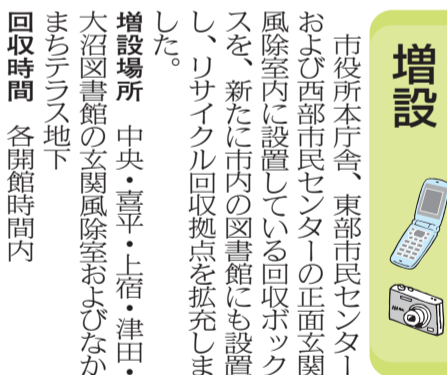 増設
市役所本庁舎、東部市民センター
および西部市民センターの正面玄関
風除室内に設置している回収ボック
スを、新たに市内の図書館にも設置
し、リサイクル回収拠点を拡充しま
した。
増設場所　中央・喜平・上宿・津田・
大沼図書館の玄関風除室およびなか
まちテラス地下
回収時間　各開館時間内